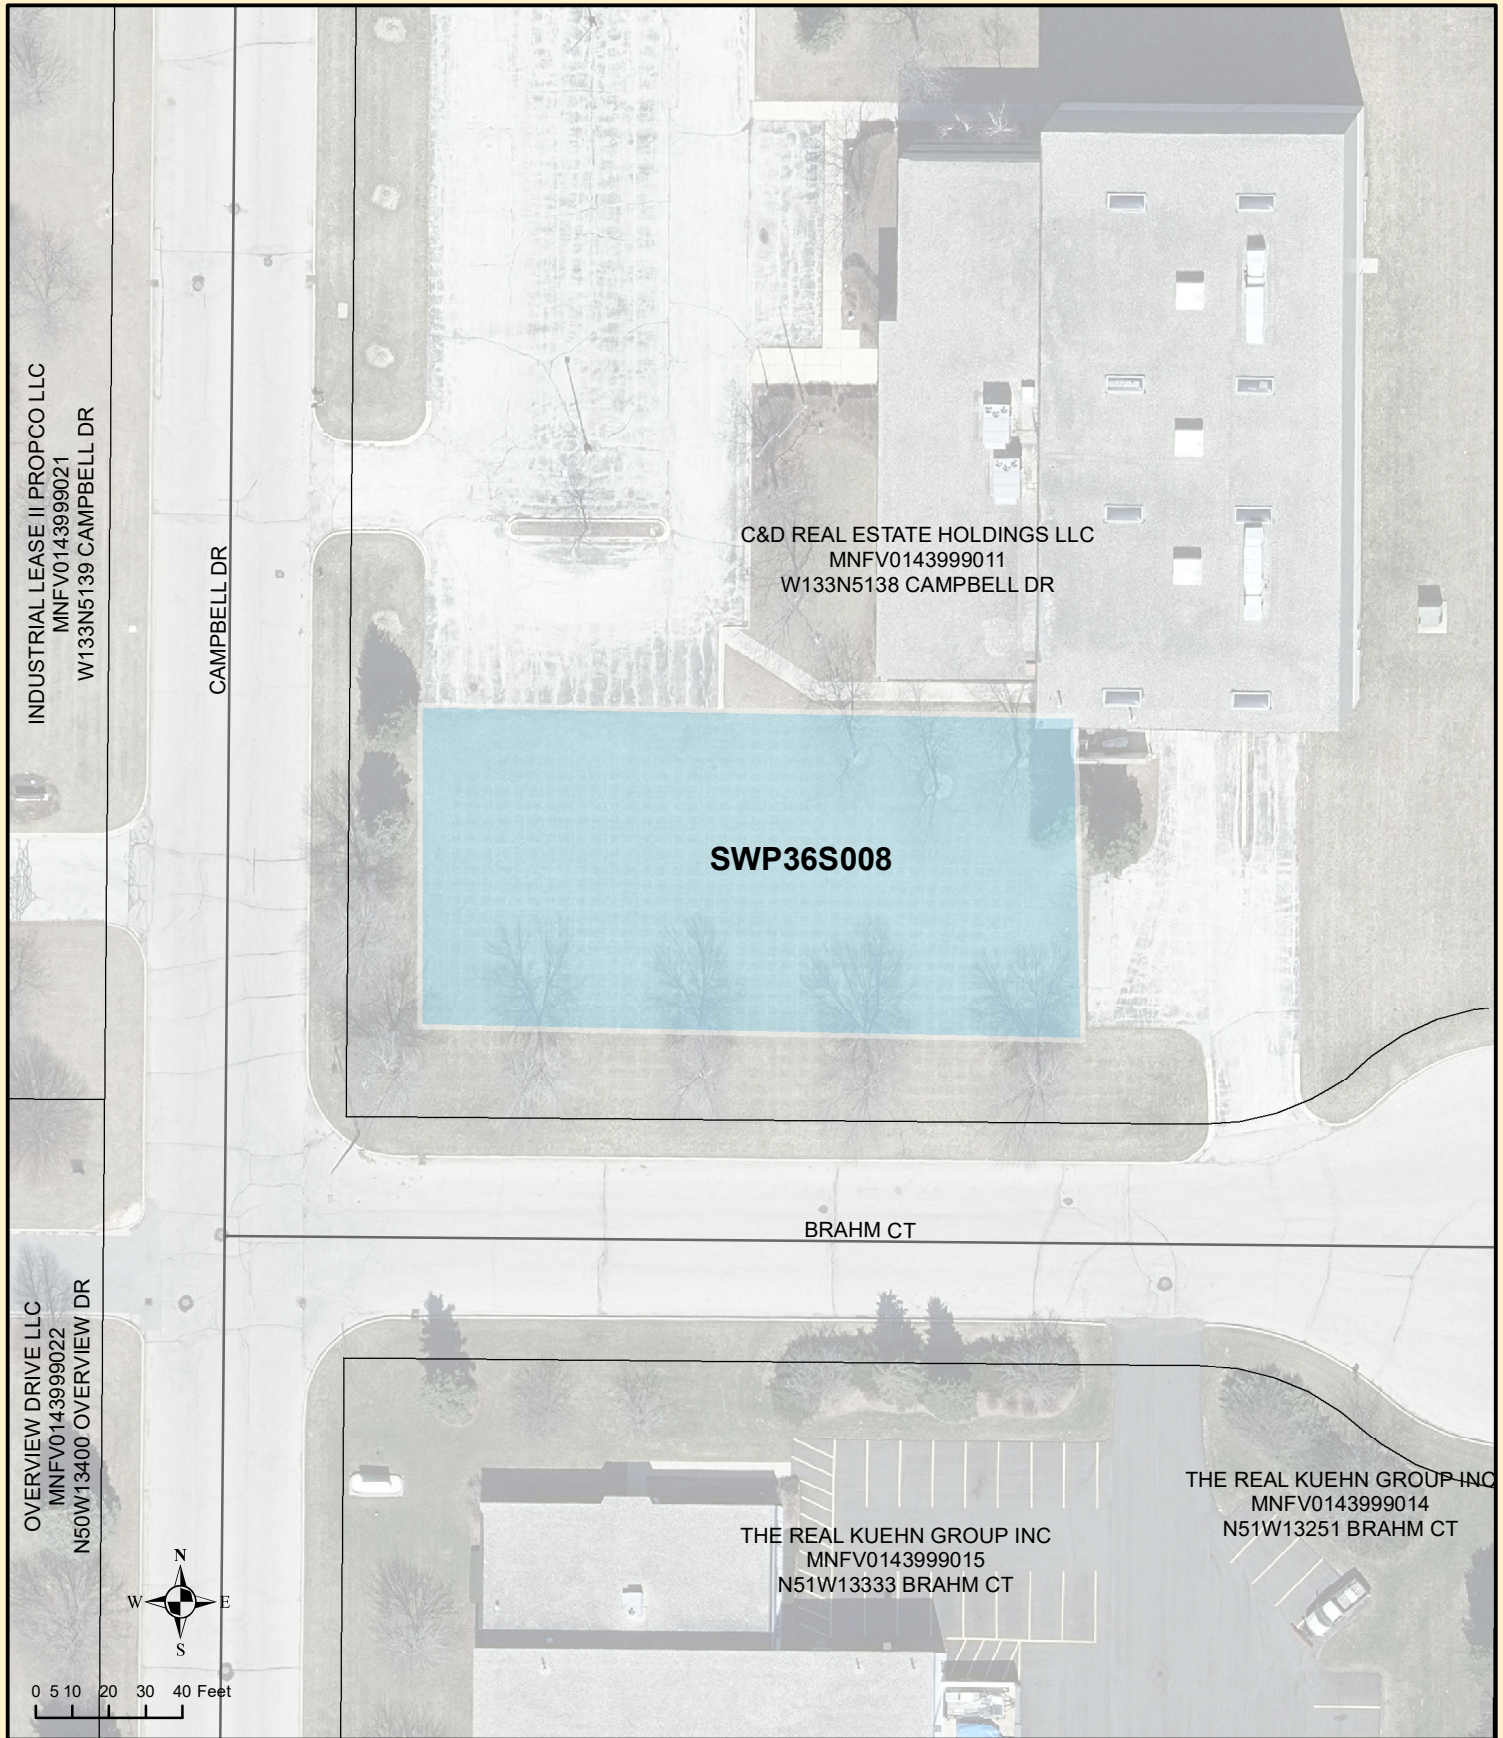 INDUSTRIAL LEASE II PROPCO LLC
MNFV0143999021
W133N5139 CAMPBELL DR
CAMPBELL DR
C&D REAL ESTATE HOLDINGS LLC
MNFV0143999011
W133N5138 CAMPBELL DR
SWP36S008
BRAHM CT
OVERVIEW DRIVE LLC
MNFV0143999022
N50W13400 OVERVIEW DR
THE REAL KUEHN GROUP INC
MNFV0143999014
N51W13251 BRAHM CT
THE REAL KUEHN GROUP INC
MNFV0143999015
N51W13333 BRAHM CT
N
W E
S
0 5 10 20 30 40 Feet